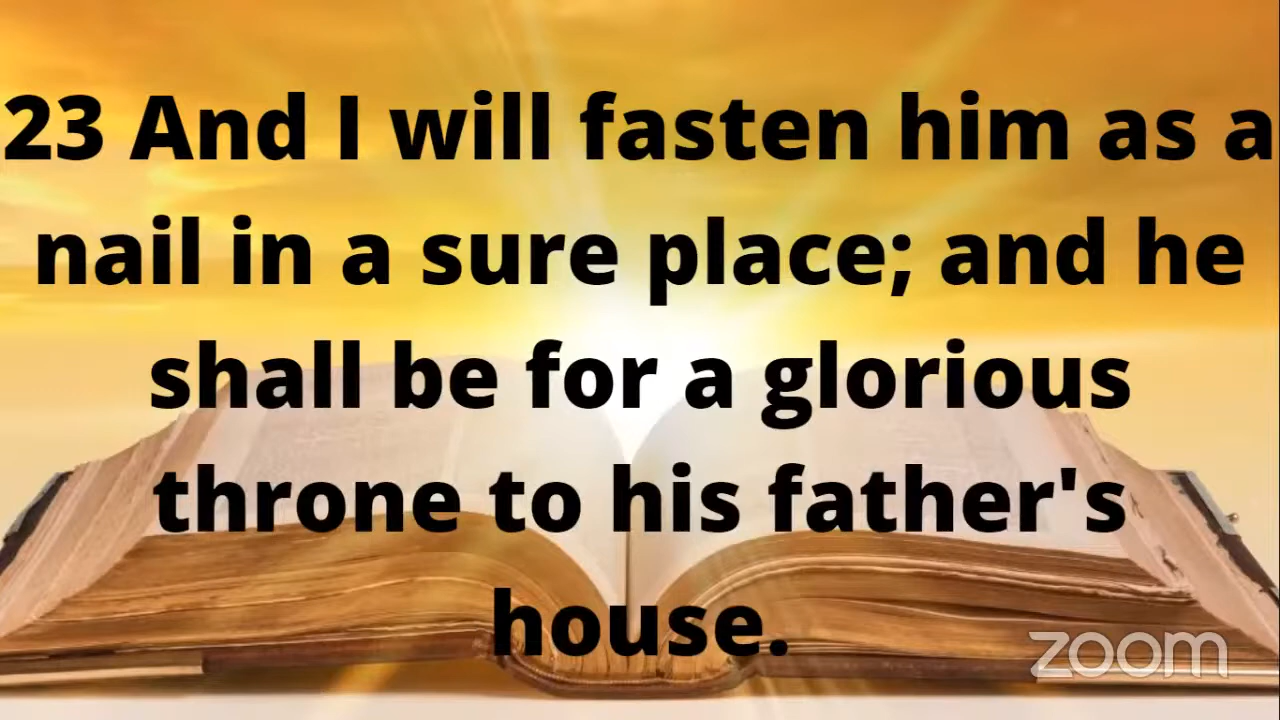 23 And I will fasten him as a
nail in a sure place; and he
shall be for a glorious
throne to his father's
house.
zoom